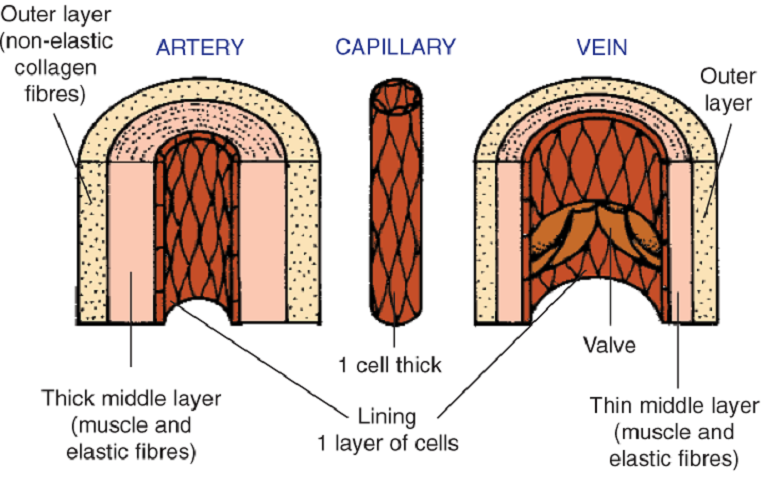 Outer layer
(non-elastic
collagen
fibres)
ARTERY
CAPILLARY
VEIN
Outer
layer
1 cell thick
Valve
Thick middle layer
(muscle and
elastic fibres)
Lining
1 layer of cells
Thin middle layer
(muscle and
elastic fibres)